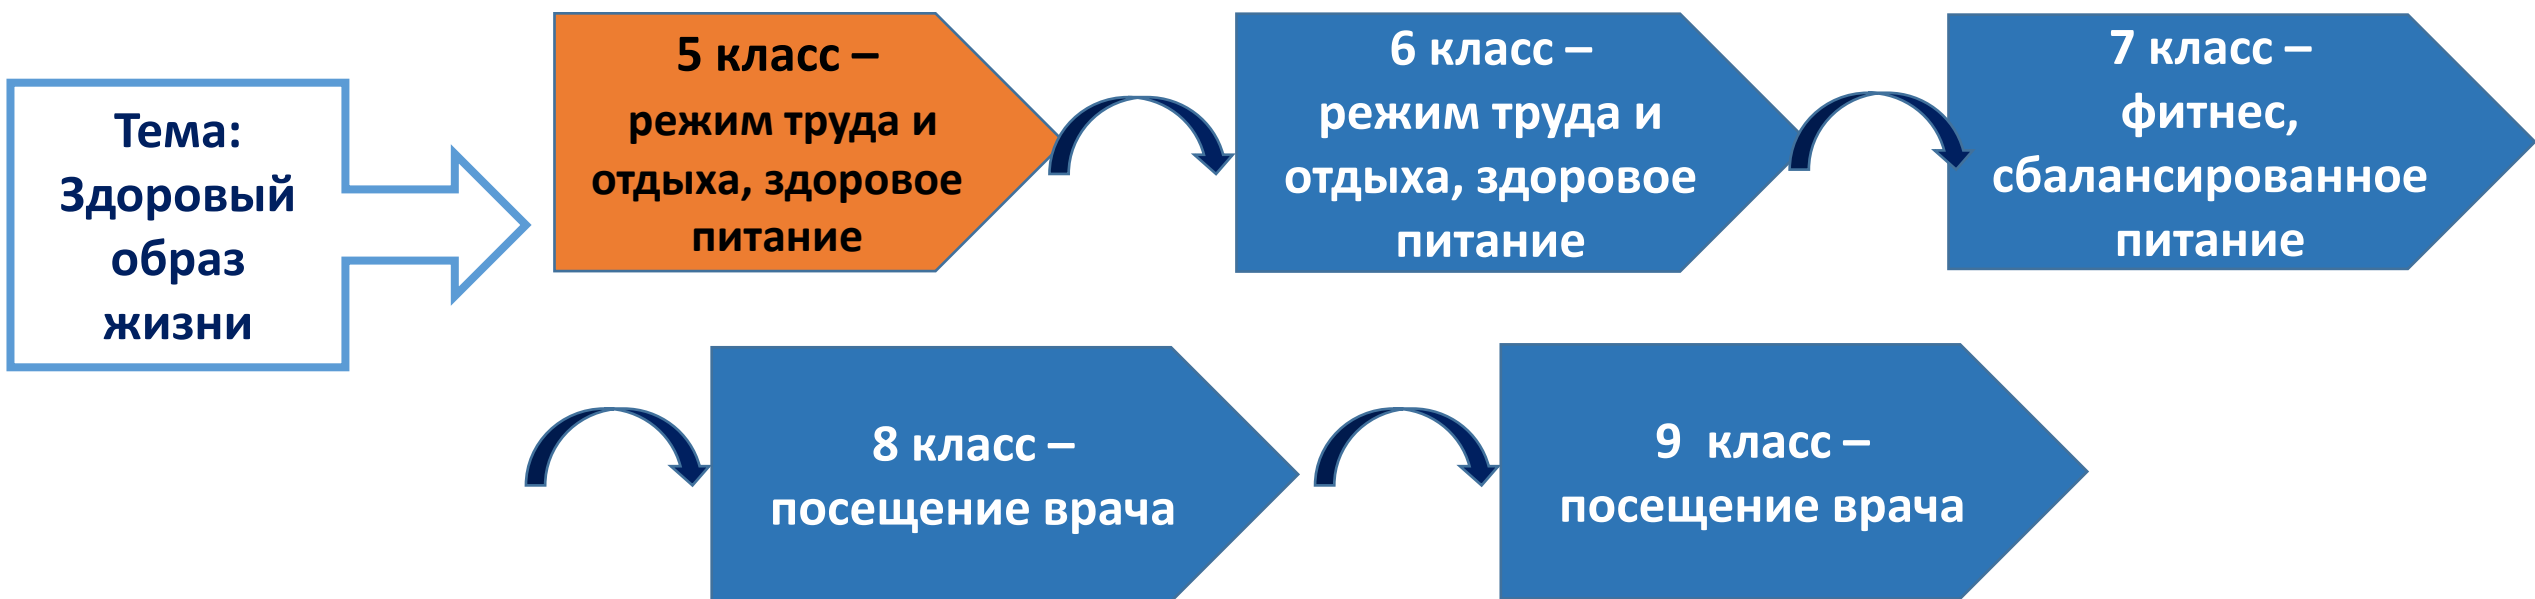 Тема:
Здоровый
образ
жизни
5 класс –
режим труда и
отдыха, здоровое
питание
6 класс –
режим труда и
отдыха, здоровое
питание
7 класс –
фитнес,
сбалансированное
питание
8 класс –
посещение врача
9  класс –
посещение врача